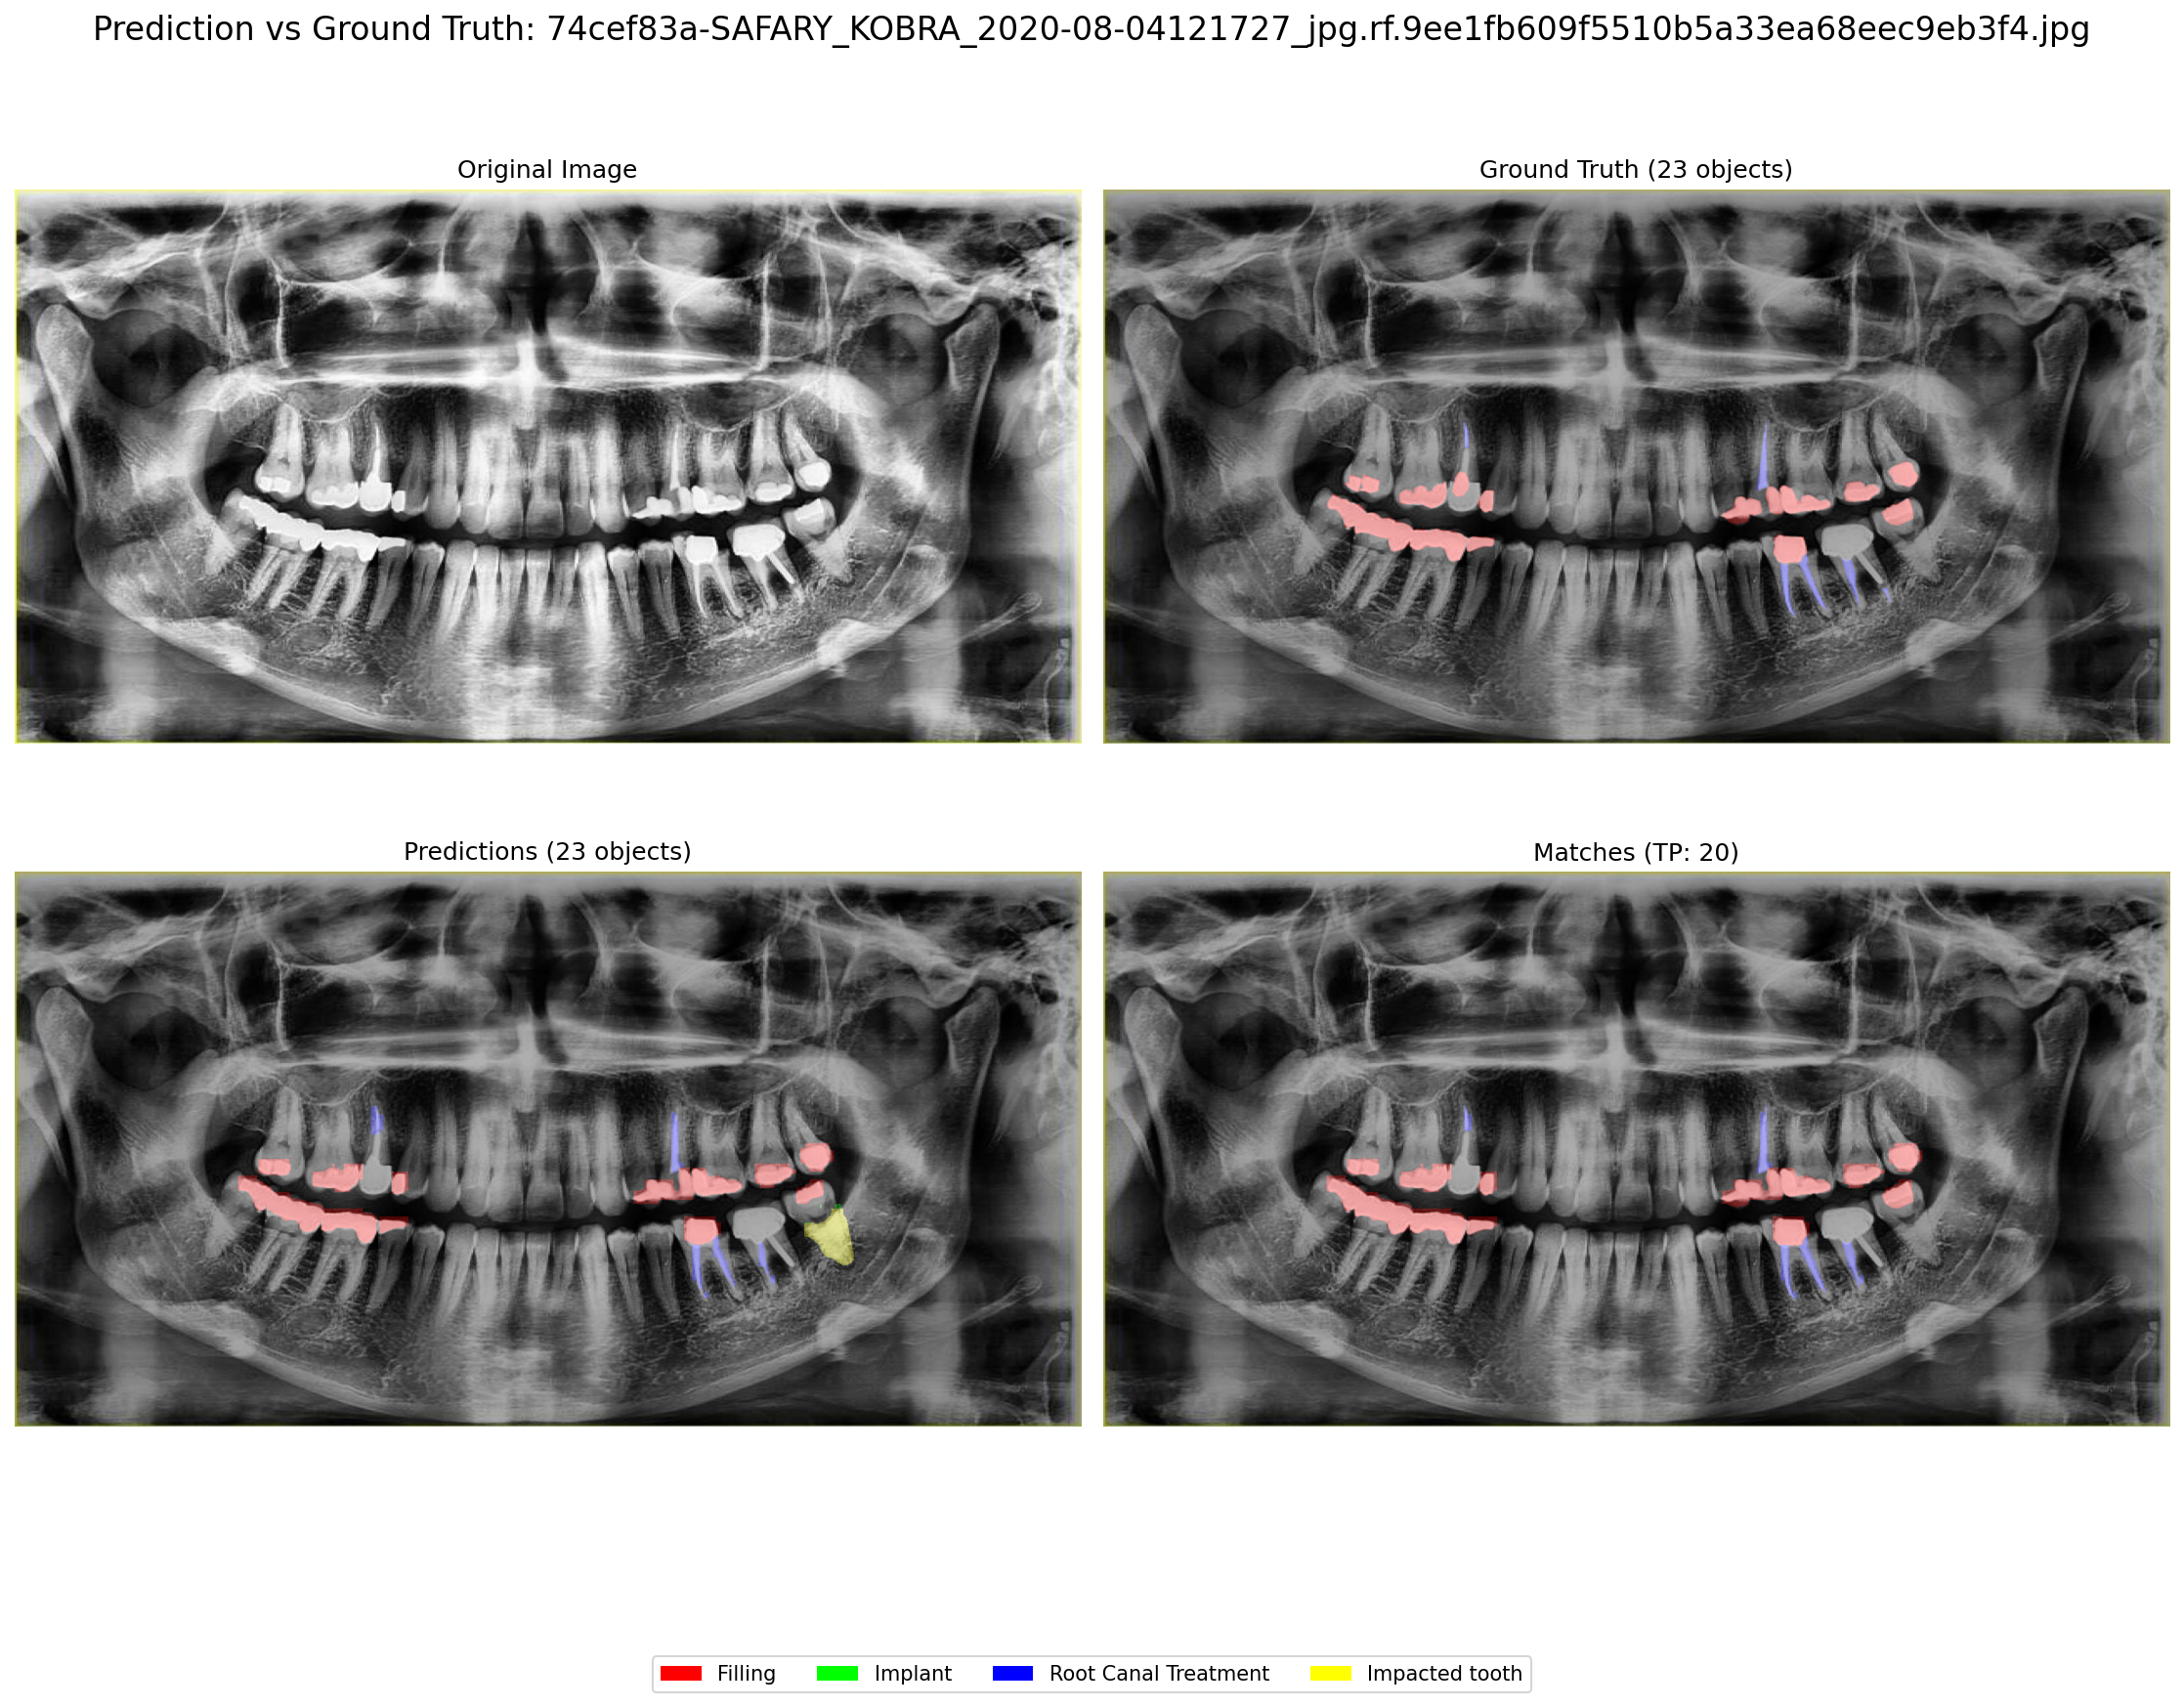 Prediction vs Ground Truth: 74cef83a-SAFARY_KOBRA_2020-08-04121727_jpg.rf.9ee1fb609f5510b5a33ea68eec9eb3f4.jpg
Original Image
Ground Truth (23 objects)
Predictions (23 objects)
Matches (TP: 20)
Filling
Implant
Root Canal Treatment
Impacted tooth